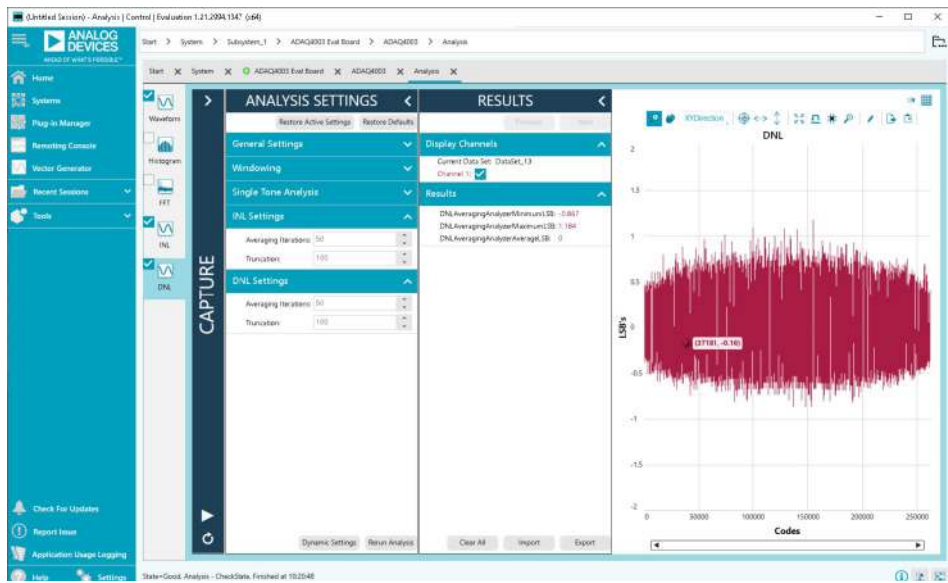 (Untitled Session) - Analysis | Control | Evaluation 1.21.2994.1347 (x64)
ANALOG DEVICES
AHEAD OF WHAT'S POSSIBLE™
Start > System > Subsystem_1 > ADAQ4003 Eval Board > ADAQ4003 > Analysis
Start System ADAQ4003 Eval Board ADAQ4003 Analysis
Home
Systems
Plug-in Manager
Remoting Console
Vector Generator
Recent Sessions
Tools
Check For Updates
Report Issue
Application Usage Logging
Help Settings
Waveform
Histogram
FFT
INL
DNL
CAPTURE
ANALYSIS SETTINGS
Restore Active Settings Restore Defaults
General Settings
Windowing
Single Tone Analysis
INL Settings
Averaging Iterations: 50
Truncation: 100
DNL Settings
Averaging Iterations: 50
Truncation: 100
Dynamic Settings Rerun Analysis
RESULTS
Previous Next
Display Channels
Current Data Set: DataSet_13
Channel 1:
Results
DNLAveragingAnalyzerMinimumLSB: -0.867
DNLAveragingAnalyzerMaximumLSB: 1.184
DNLAveragingAnalyzerAverageLSB: 0
Clear All Import Export
XYDirection
DNL
2
1.5
1
0.5
0
-0.5
-1
-1.5
-2
LSB's
(37181, -0.18)
0 50000 100000 150000 200000 250000
Codes
State=Good. Analysis - CheckState. Finished at 10:20:48